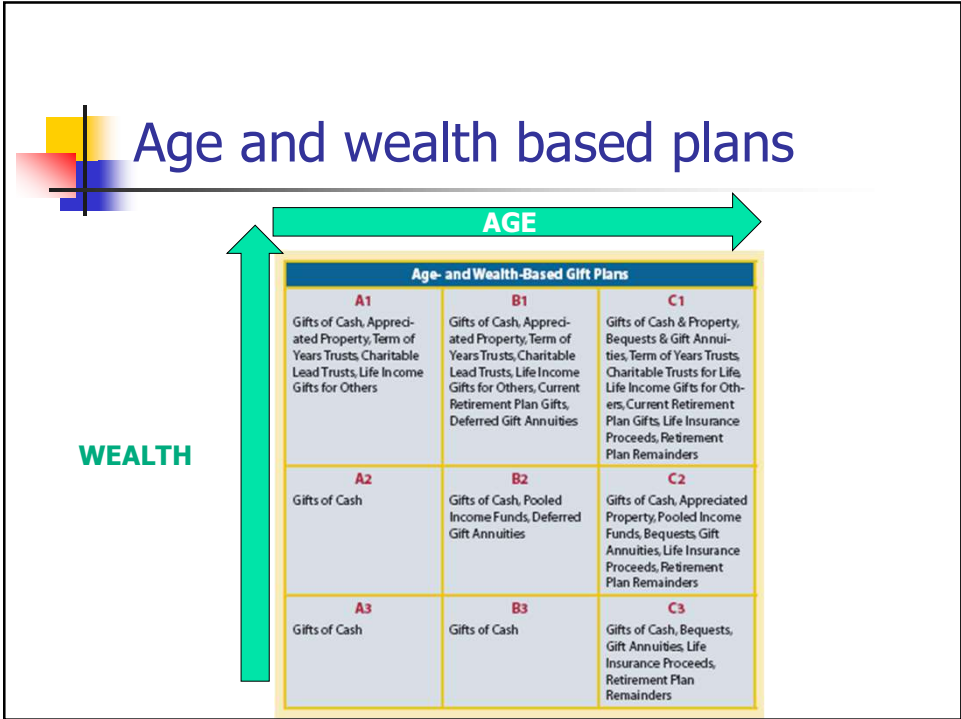 Age and wealth based plans
AGE
WEALTH
Age- and Wealth-Based Gift Plans
A1
Gifts of Cash, Appreci-
ated Property, Term of
Years Trusts, Charitable
Lead Trusts, Life Income
Gifts for Others
B1
Gifts of Cash, Appreci-
ated Property, Term of
Years Trusts, Charitable
Lead Trusts, Life Income
Gifts for Others, Current
Retirement Plan Gifts,
Deferred Gift Annuities
C1
Gifts of Cash & Property,
Bequests & Gift Annui-
ties, Term of Years Trusts,
Charitable Trusts for Life,
Life Income Gifts for Oth-
ers, Current Retirement
Plan Gifts, Life Insurance
Proceeds, Retirement
Plan Remainders
A2
Gifts of Cash
B2
Gifts of Cash, Pooled
Income Funds, Deferred
Gift Annuities
C2
Gifts of Cash, Appreciated
Property, Pooled Income
Funds, Bequests, Gift
Annuities, Life Insurance
Proceeds, Retirement
Plan Remainders
A3
Gifts of Cash
B3
Gifts of Cash
C3
Gifts of Cash, Bequests,
Gift Annuities, Life
Insurance Proceeds,
Retirement Plan
Remainders